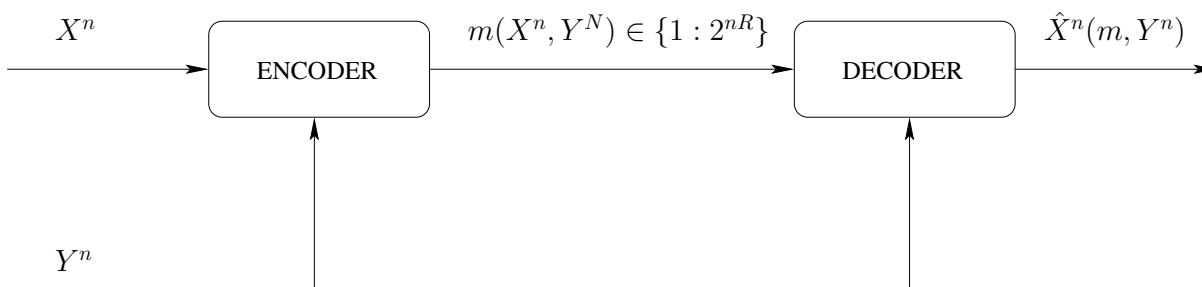 X^n
m(X^n, Y^N) ∈ {1 : 2^{nR}}
X̂^n(m, Y^n)
ENCODER
DECODER
Y^n